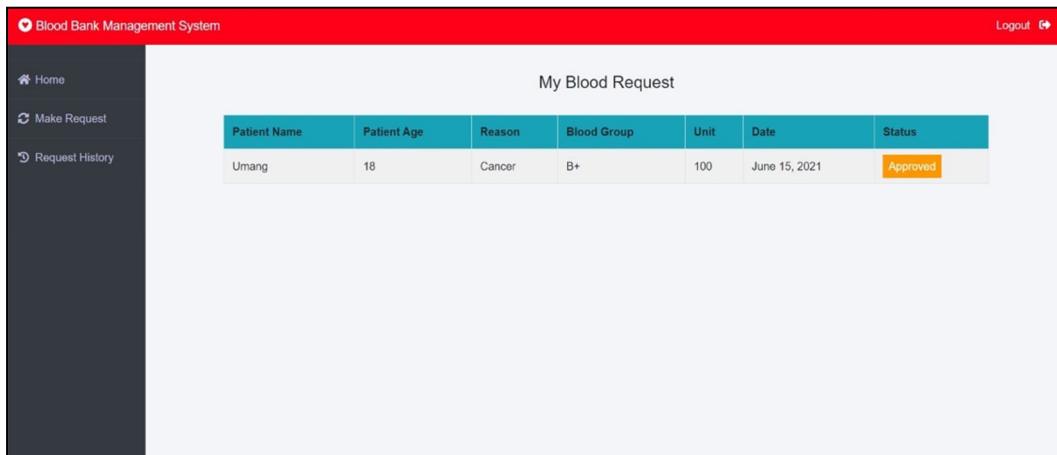 Blood Bank Management System Logout
Home
Make Request
Request History
My Blood Request
Patient Name Patient Age Reason Blood Group Unit Date Status
Umang 18 Cancer B+ 100 June 15, 2021 Approved